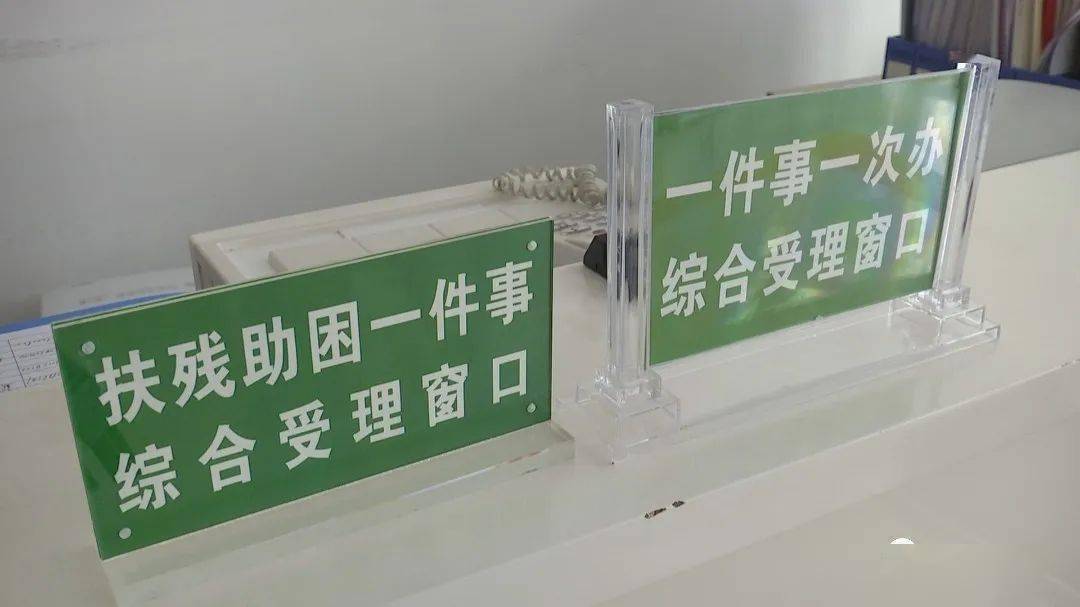 扶残助困一件事
综合受理窗口
一件事一次办
综合受理窗口